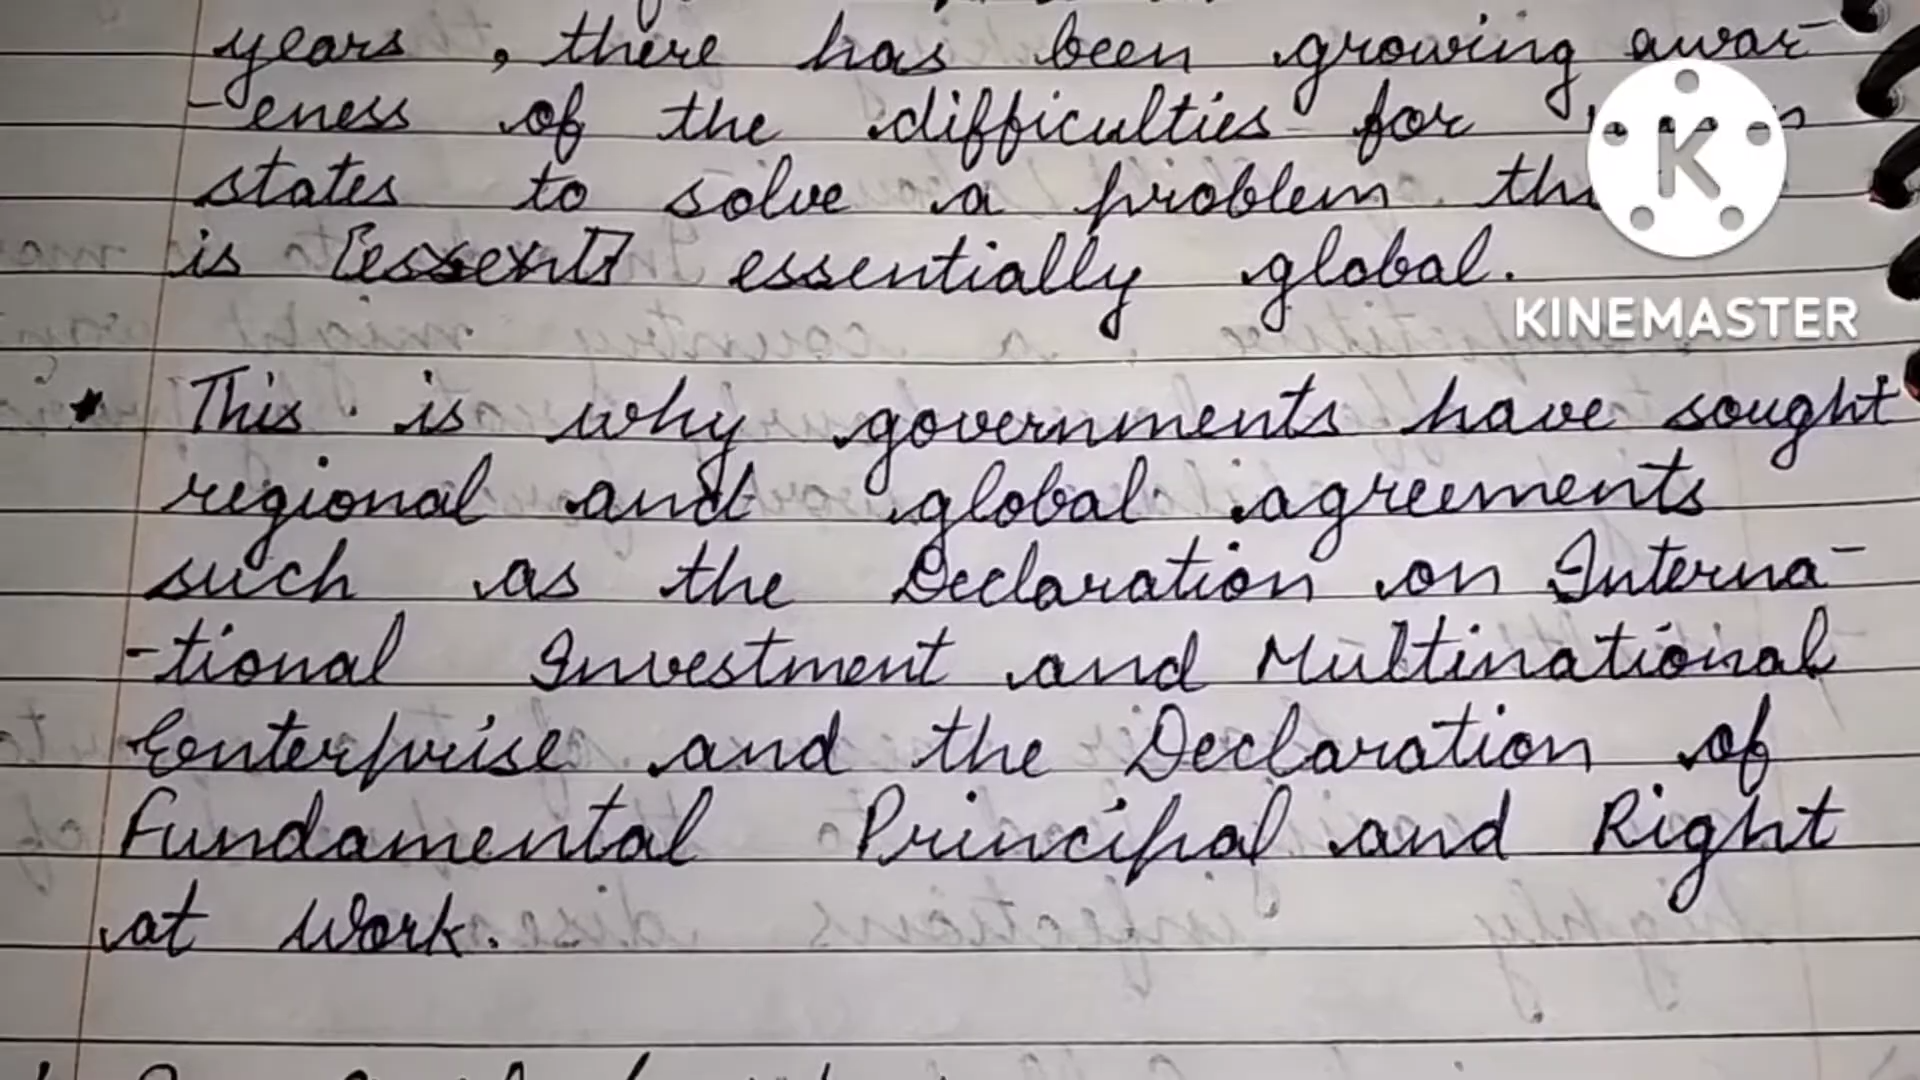 years, there has been growing awar-
-eness of the difficulties for
states to solve a problem
is essentially global.
KINEMASTER
* This is why governments have sought
regional and global agreements
such as the Declaration on Interna-
-tional Investment and Multinational
Enterprise and the Declaration of
Fundamental Principal and Right
at work.